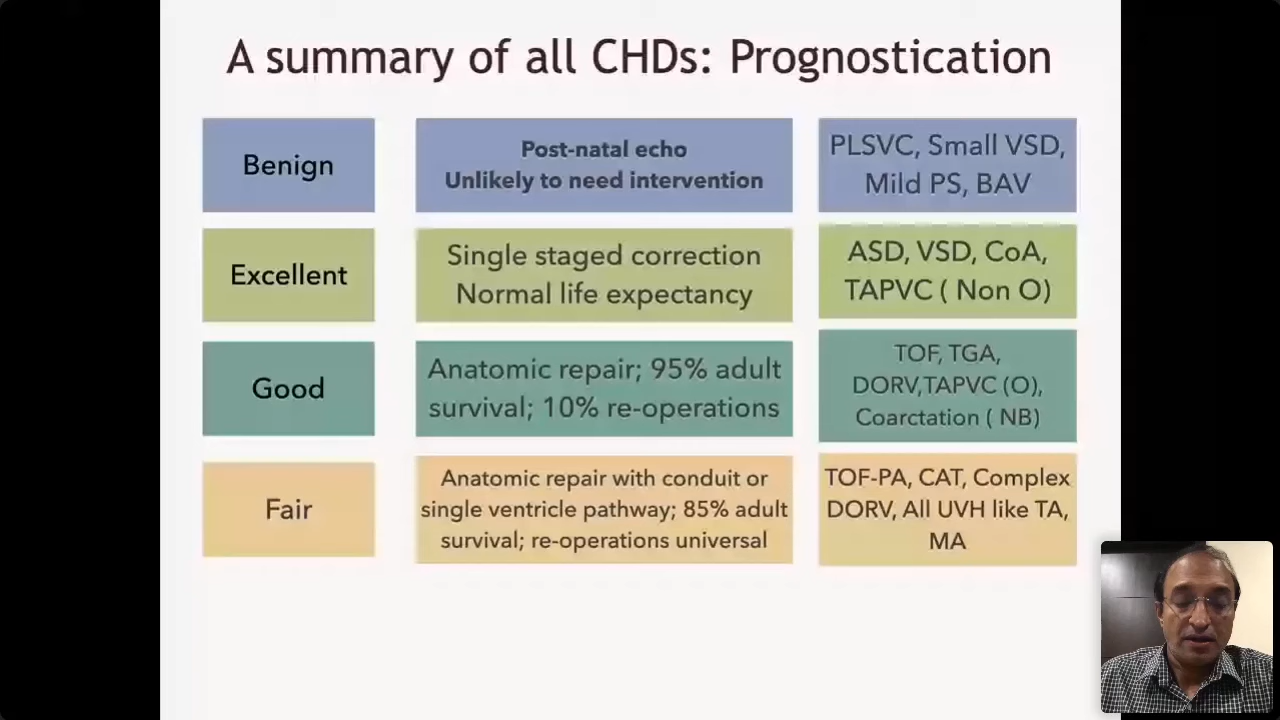 A summary of all CHDs: Prognostication
Benign
Post-natal echo
Unlikely to need intervention
PLSVC, Small VSD,
Mild PS, BAV
Excellent
Single staged correction
Normal life expectancy
ASD, VSD, CoA,
TAPVC ( Non O)
Good
Anatomic repair; 95% adult
survival; 10% re-operations
TOF, TGA,
DORV,TAPVC (O),
Coarctation ( NB)
Fair
Anatomic repair with conduit or
single ventricle pathway; 85% adult
survival; re-operations universal
TOF-PA, CAT, Complex
DORV, All UVH like TA,
MA